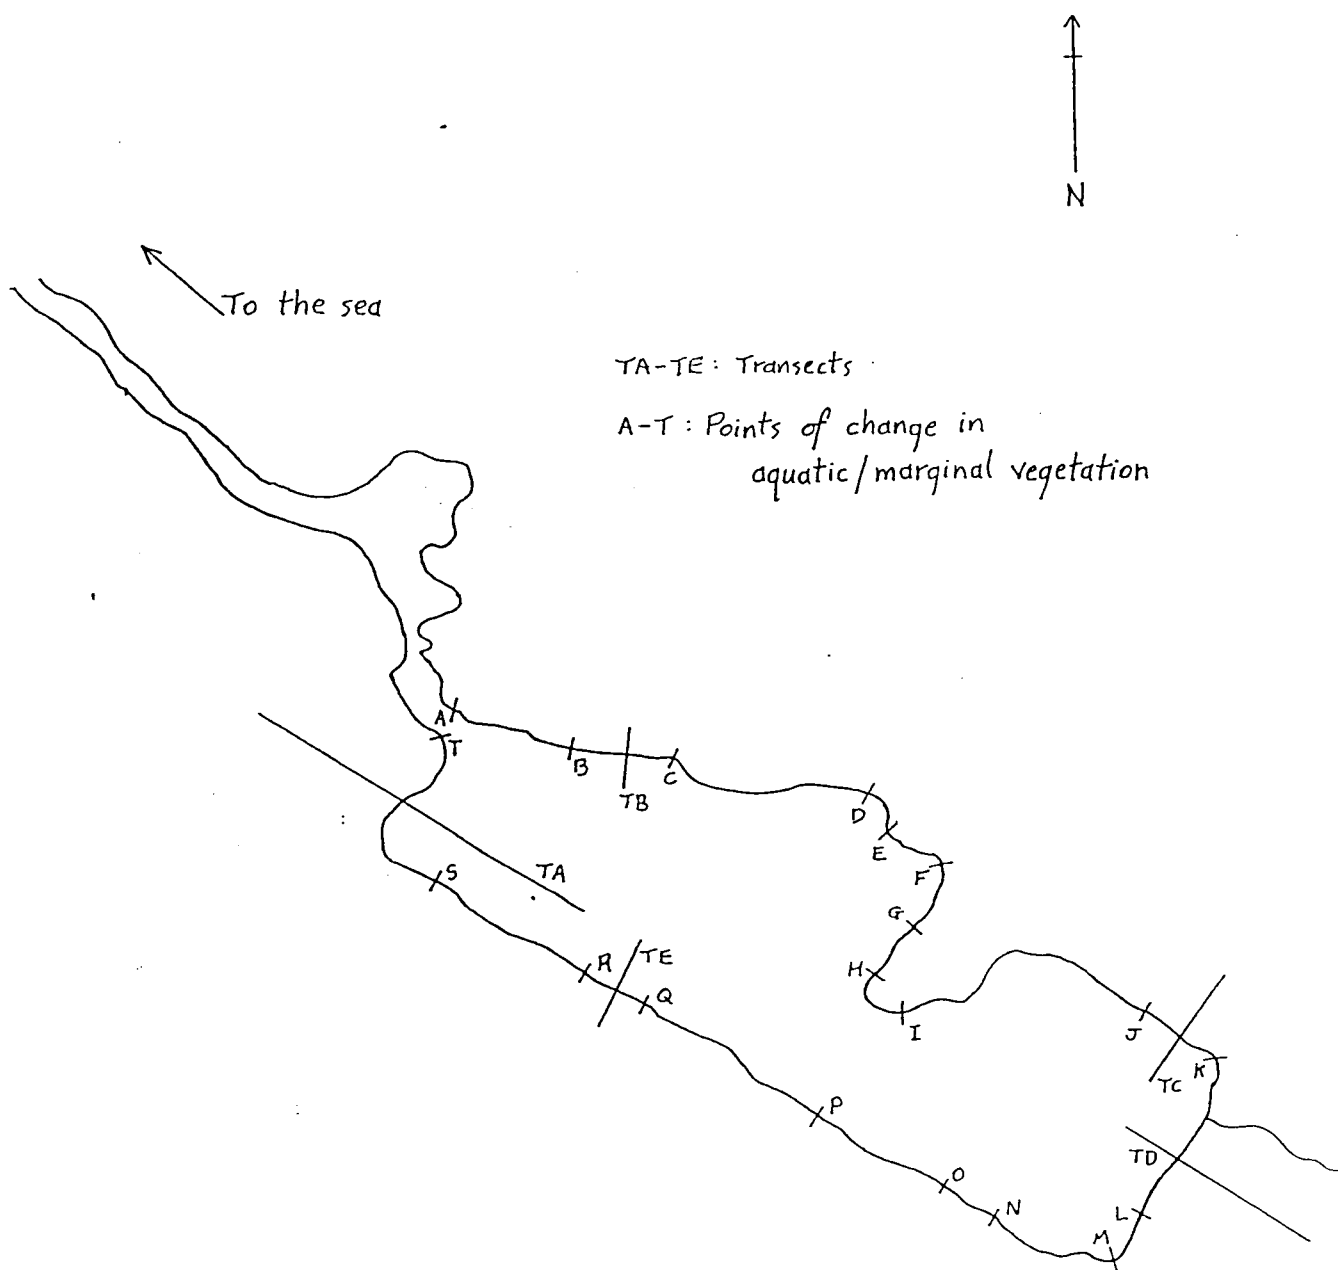 N
To the sea
TA-TE: Transects
A-T: Points of change in
aquatic/marginal vegetation
A
T
B
TB
C
D
E
F
G
H
I
J
K
TC
TD
L
M
N
O
P
Q
TE
R
S
TA